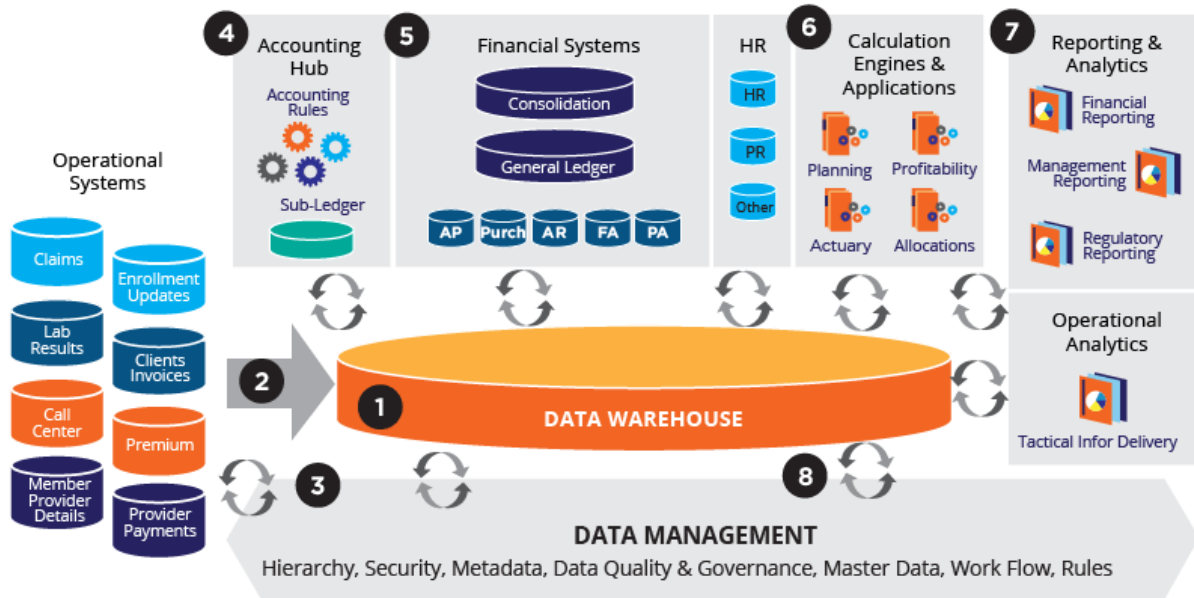 Operational
Systems
Claims
Enrollment
Updates
Lab
Results
Clients
Invoices
Call
Center
Premium
Member
Provider
Details
Provider
Payments
4
Accounting
Hub
Accounting
Rules
Sub-Ledger
5
Financial Systems
Consolidation
General Ledger
AP
Purch
AR
FA
PA
HR
HR
PR
Other
6
Calculation
Engines &
Applications
Planning
Profitability
Actuary
Allocations
7
Reporting &
Analytics
Financial
Reporting
Management
Reporting
Regulatory
Reporting
Operational
Analytics
Tactical Infor Delivery
2
1
DATA WAREHOUSE
3
8
DATA MANAGEMENT
Hierarchy, Security, Metadata, Data Quality & Governance, Master Data, Work Flow, Rules